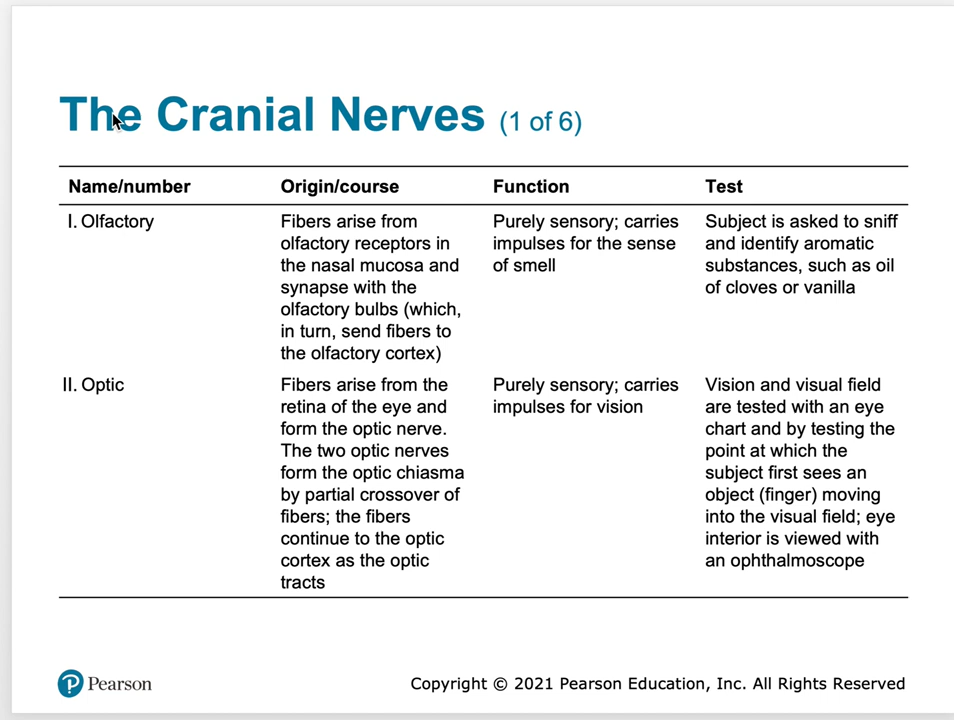 The Cranial Nerves (1 of 6)
Name/number Origin/course Function Test
I. Olfactory
Fibers arise from
olfactory receptors in
the nasal mucosa and
synapse with the
olfactory bulbs (which,
in turn, send fibers to
the olfactory cortex)
Purely sensory; carries
impulses for the sense
of smell
Subject is asked to sniff
and identify aromatic
substances, such as oil
of cloves or vanilla
II. Optic
Fibers arise from the
retina of the eye and
form the optic nerve.
The two optic nerves
form the optic chiasma
by partial crossover of
fibers; the fibers
continue to the optic
cortex as the optic
tracts
Purely sensory; carries
impulses for vision
Vision and visual field
are tested with an eye
chart and by testing the
point at which the
subject first sees an
object (finger) moving
into the visual field; eye
interior is viewed with
an ophthalmoscope
Pearson
Copyright © 2021 Pearson Education, Inc. All Rights Reserved